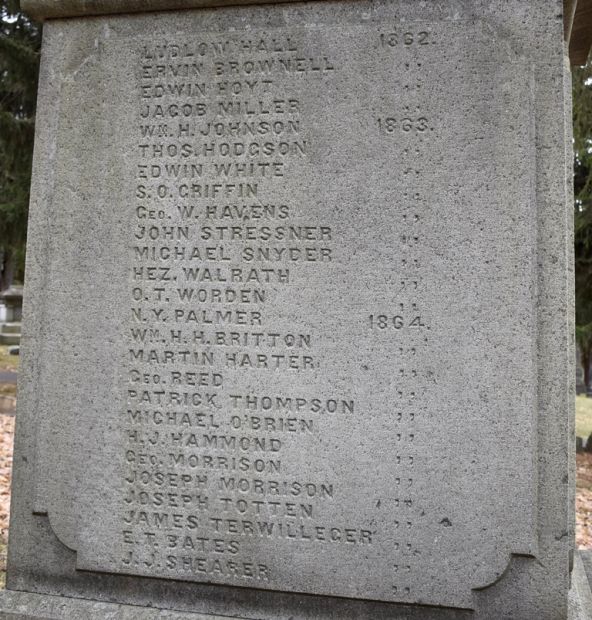 LUDLOW HALL 1862.
ERVIN BROWNELL ,,
EDWIN HOYT ,,
JACOB MILLER ,,
WM. H. JOHNSON 1863.
THOS. HODGSON ,,
EDWIN WHITE ,,
S. O. GRIFFIN ,,
GEO. W. HAVENS ,,
JOHN STRESSNER ,,
MICHAEL SNYDER ,,
HEZ. WALRATH ,,
O. T. WORDEN ,,
N. Y. PALMER 1864.
WM. H. H. BRITTON ,,
MARTIN HARTER ,,
GEO. REED ,,
PATRICK THOMPSON ,,
MICHAEL O'BRIEN ,,
H. J. HAMMOND ,,
GEO. MORRISON ,,
JOSEPH MORRISON ,,
JOSEPH TOTTEN ,,
JAMES TERWILLEGER ,,
E. T. BATES ,,
J. J. SHEARER ,,